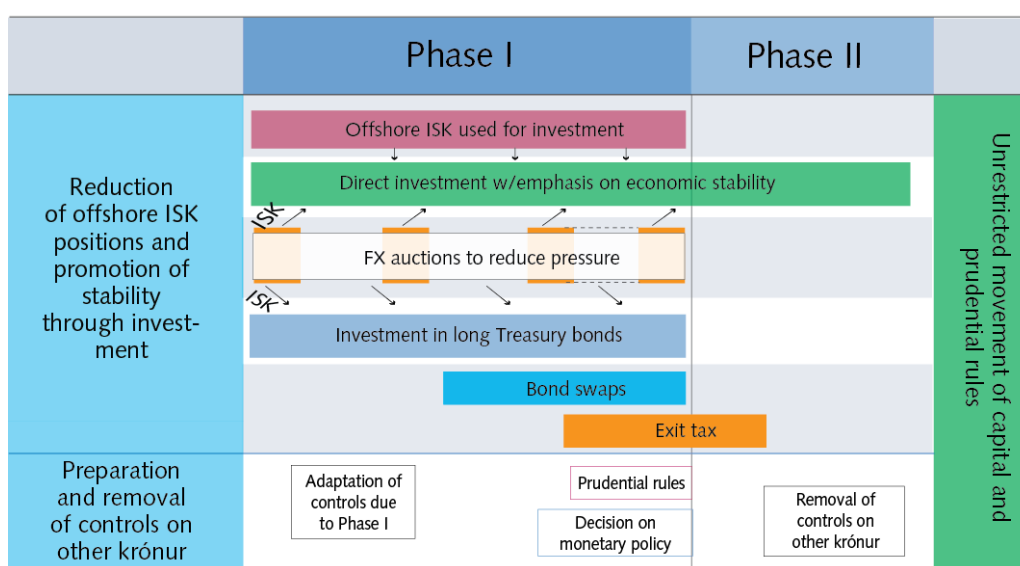 Phase I
Phase II
Reduction
of offshore ISK
positions and
promotion of
stability
through invest-
ment
Offshore ISK used for investment
Direct investment w/emphasis on economic stability
ISK
FX auctions to reduce pressure
ISK
Investment in long Treasury bonds
Bond swaps
Exit tax
Preparation
and removal
of controls on
other krónur
Adaptation of
controls due
to Phase I
Prudential rules
Decision on
monetary policy
Removal of
controls on
other krónur
Unrestricted movement of capital and
prudential rules